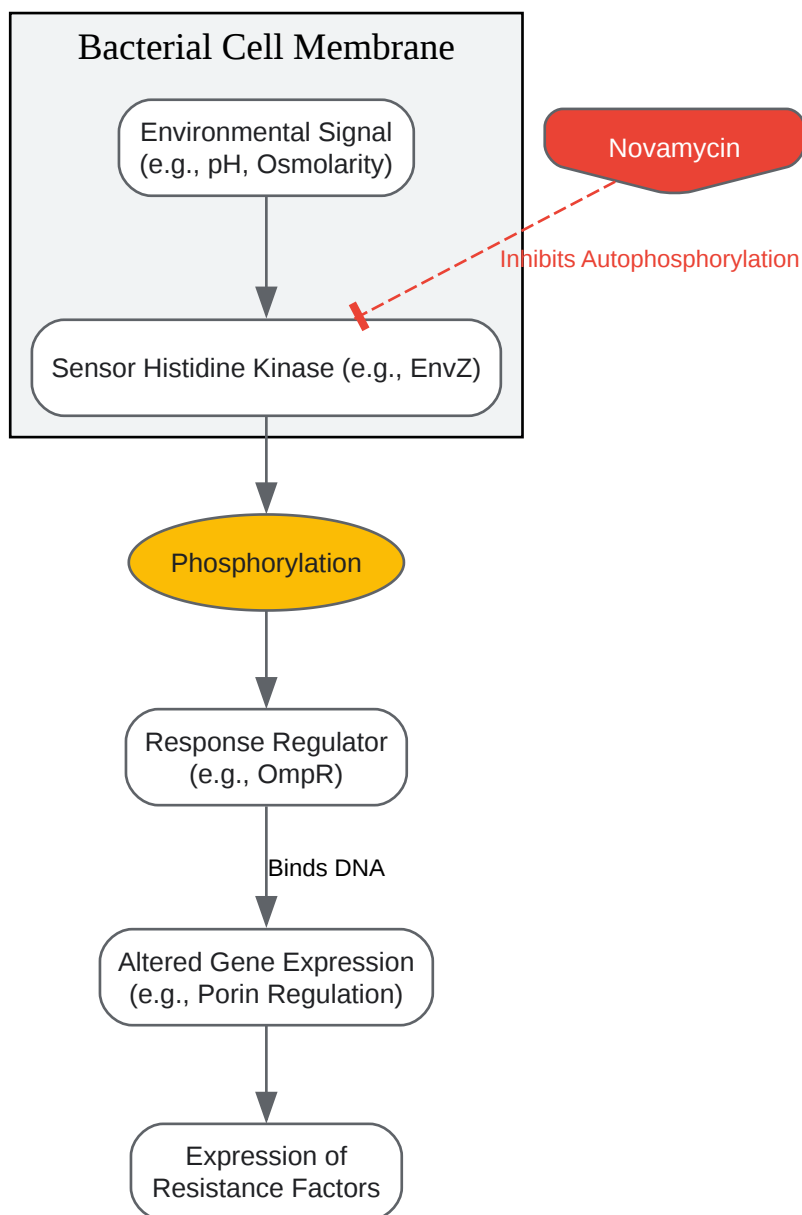 Bacterial Cell Membrane
Environmental Signal
(e.g., pH, Osmolarity)
Novamycin
Inhibits Autophosphorylation
Sensor Histidine Kinase (e.g., EnvZ)
Phosphorylation
Response Regulator
(e.g., OmpR)
Binds DNA
Altered Gene Expression
(e.g., Porin Regulation)
Expression of
Resistance Factors